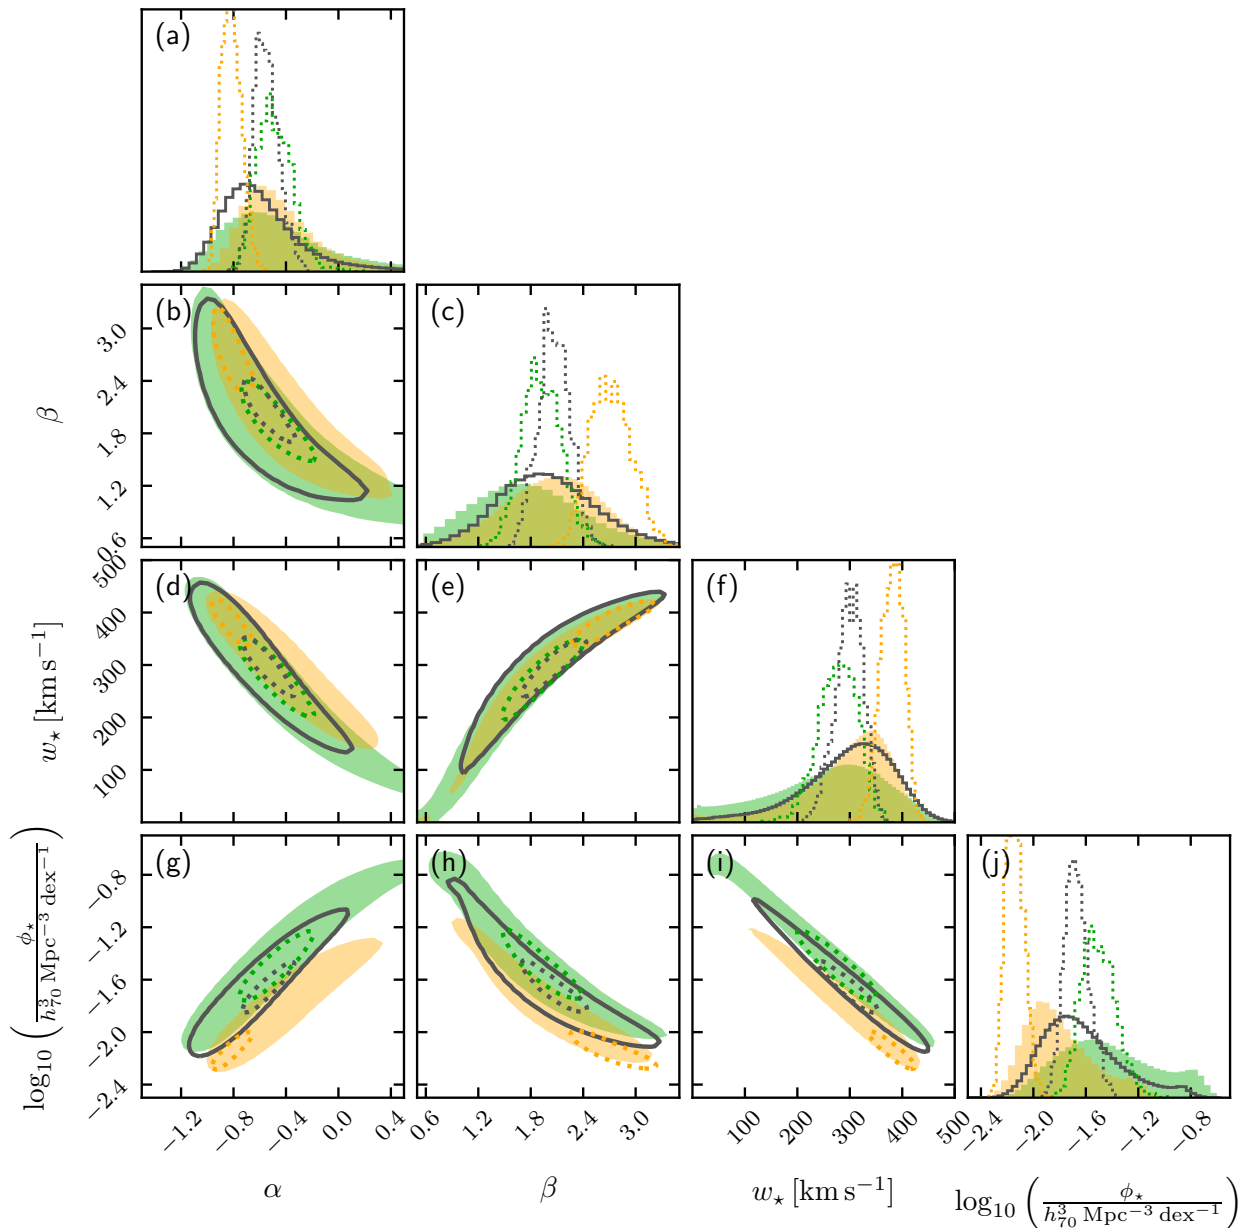 (a)
(b)
(c)
3.0
2.4
1.8
1.2
0.6
β
(d)
(e)
(f)
500
400
300
200
100
w⋆ [km s⁻¹]
(g)
(h)
(i)
(j)
−0.8
−1.2
−1.6
−2.0
−2.4
log₁₀ (ϕ⋆ / h³₇₀ Mpc⁻³ dex⁻¹)
−1.2 −0.8 −0.4 0.0 0.4
0.6 1.2 1.8 2.4 3.0
100 200 300 400 500
−2.4 −2.0 −1.6 −1.2 −0.8
α
β
w⋆ [km s⁻¹]
log₁₀ (ϕ⋆ / h³₇₀ Mpc⁻³ dex⁻¹)